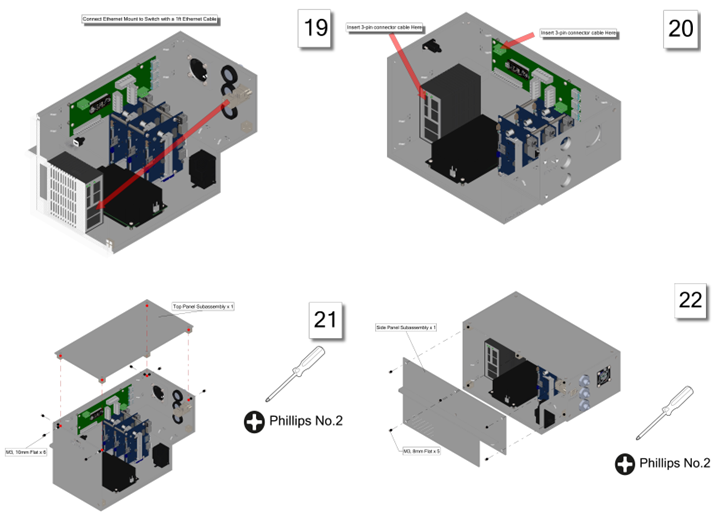 Connect Ethernet Mount to Switch with a 1ft Ethernet Cable
19
Insert 3-pin connector cable Here
Insert 3-pin connector cable Here
20
Top Panel Subassembly x 1
21
Phillips No.2
M3, 10mm Flat x 6
22
Side Panel Subassembly x 1
M3, 8mm Flat x 5
Phillips No.2